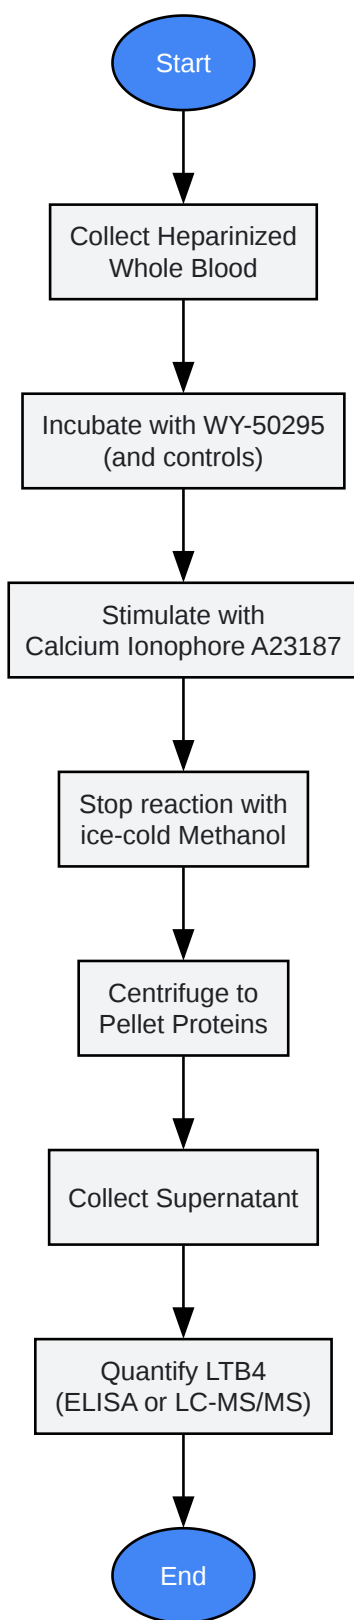 Start
Collect Heparinized
Whole Blood
Incubate with WY-50295
(and controls)
Stimulate with
Calcium Ionophore A23187
Stop reaction with
ice-cold Methanol
Centrifuge to
Pellet Proteins
Collect Supernatant
Quantify LTB4
(ELISA or LC-MS/MS)
End